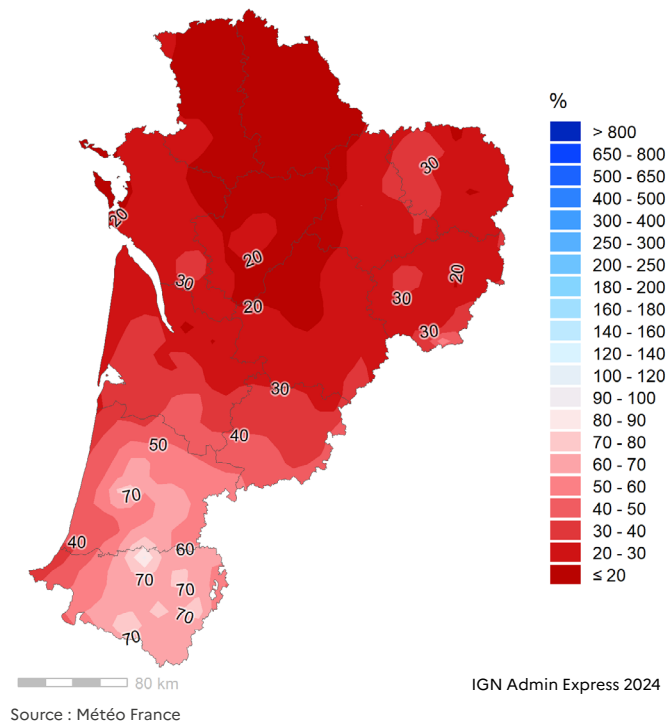 30
20
%
> 800
650 - 800
500 - 650
400 - 500
300 - 400
250 - 300
200 - 250
180 - 200
160 - 180
140 - 160
120 - 140
100 - 120
90 - 100
80 - 90
70 - 80
60 - 70
50 - 60
40 - 50
30 - 40
20 - 30
≤ 20
20
30
20
30
20
30
30
40
50
70
40
60
70
70
70
70
80 km
IGN Admin Express 2024
Source : Météo France